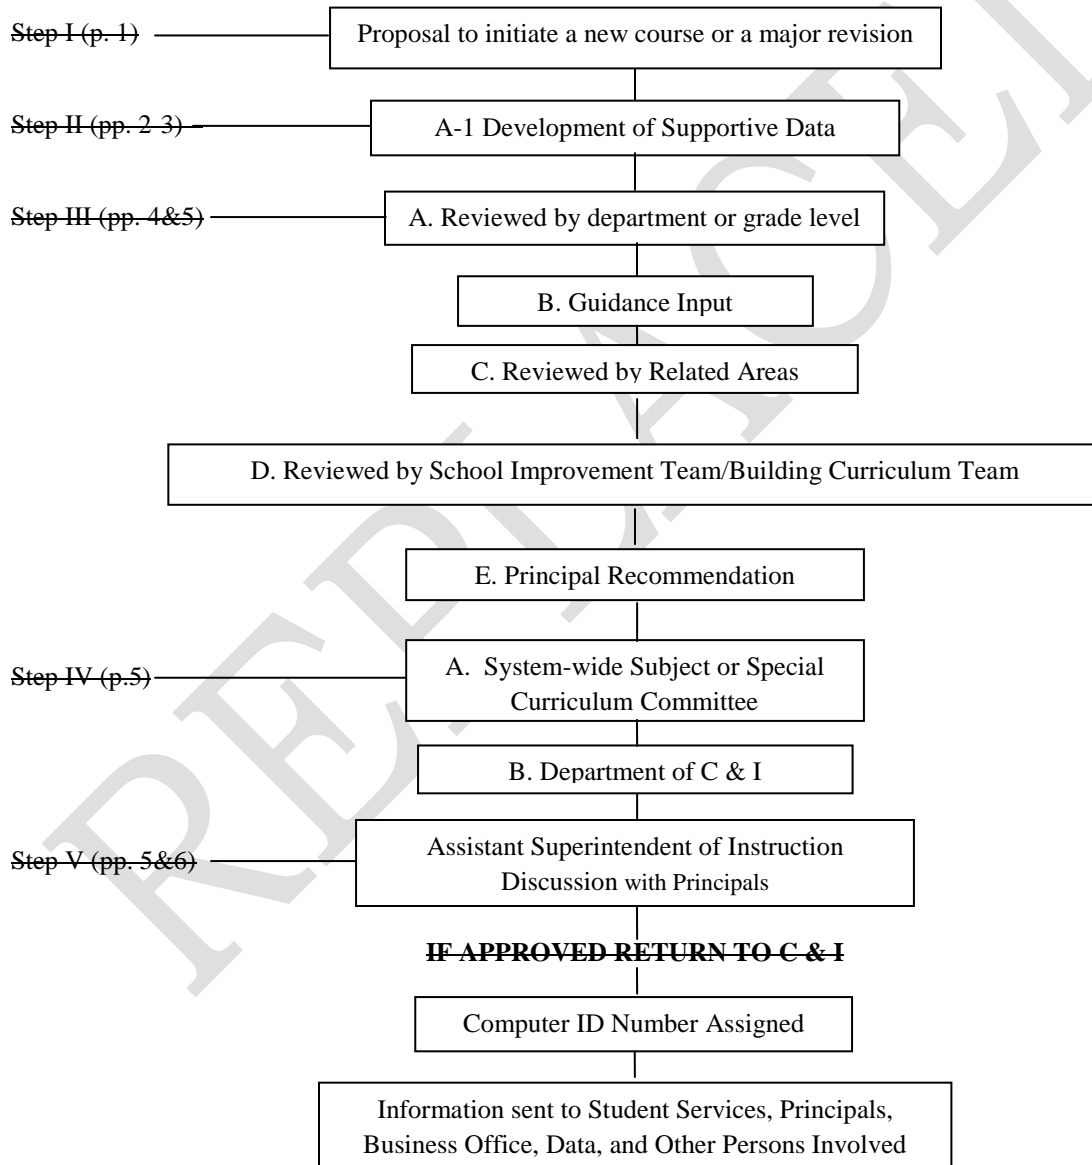 Step I (p. 1)
Proposal to initiate a new course or a major revision
Step II (pp. 2-3)
A-1 Development of Supportive Data
Step III (pp. 4&5)
A. Reviewed by department or grade level
B. Guidance Input
C. Reviewed by Related Areas
D. Reviewed by School Improvement Team/Building Curriculum Team
E. Principal Recommendation
Step IV (p.5)
A. System-wide Subject or Special
Curriculum Committee
B. Department of C & I
Step V (pp. 5&6)
Assistant Superintendent of Instruction
Discussion with Principals
IF APPROVED RETURN TO C & I
Computer ID Number Assigned
Information sent to Student Services, Principals,
Business Office, Data, and Other Persons Involved